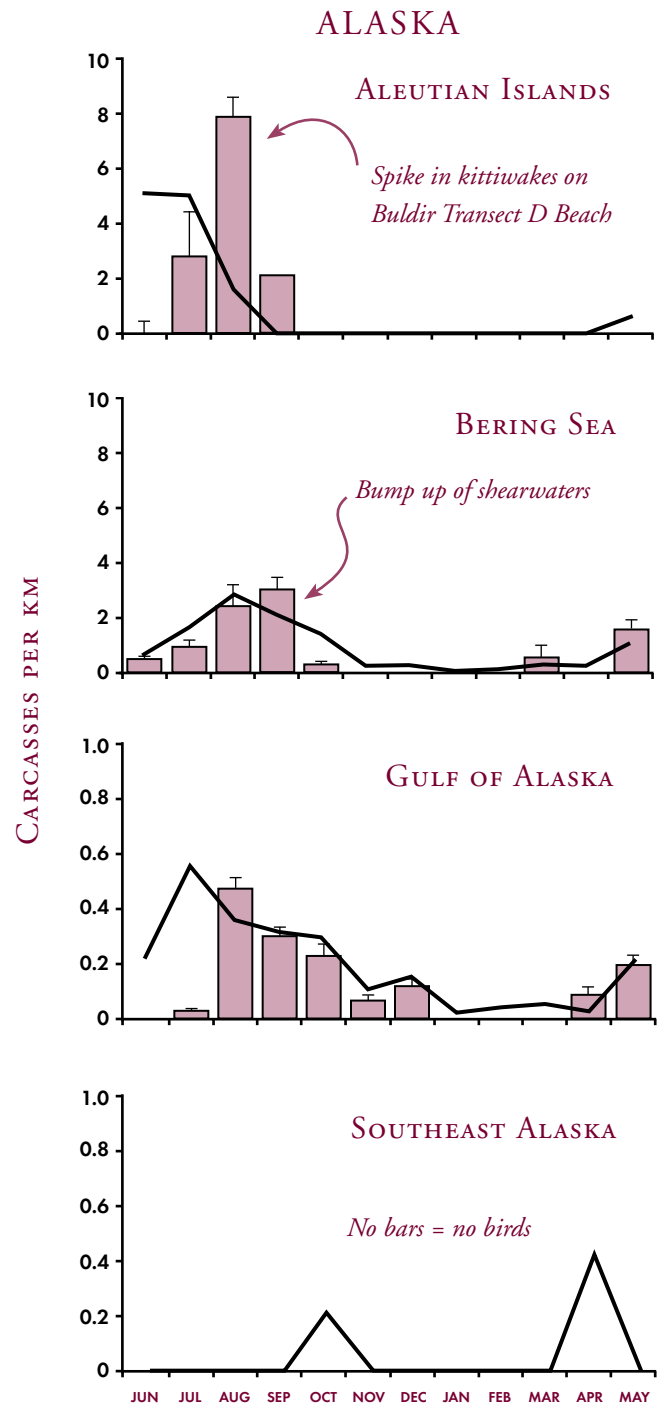 ALASKA
Aleutian Islands
10
8
6
4
2
0
Spike in kittiwakes on
Buldir Transect D Beach
Bering Sea
10
8
6
4
2
0
Bump up of shearwaters
Carcasses per km
Gulf of Alaska
1.0
0.8
0.6
0.4
0.2
0
Southeast Alaska
1.0
0.8
0.6
0.4
0.2
0
No bars = no birds
JUN JUL AUG SEP OCT NOV DEC JAN FEB MAR APR MAY